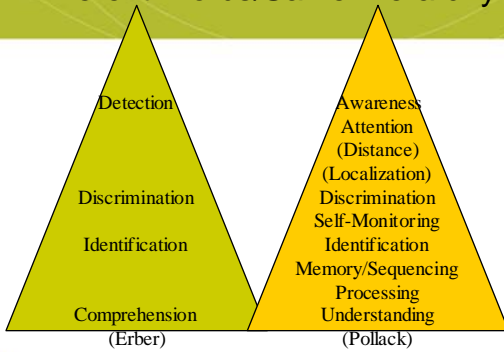 Detection
Discrimination
Identification
Comprehension
(Erber)
Awareness
Attention
(Distance)
(Localization)
Discrimination
Self-Monitoring
Identification
Memory/Sequencing
Processing
Understanding
(Pollack)